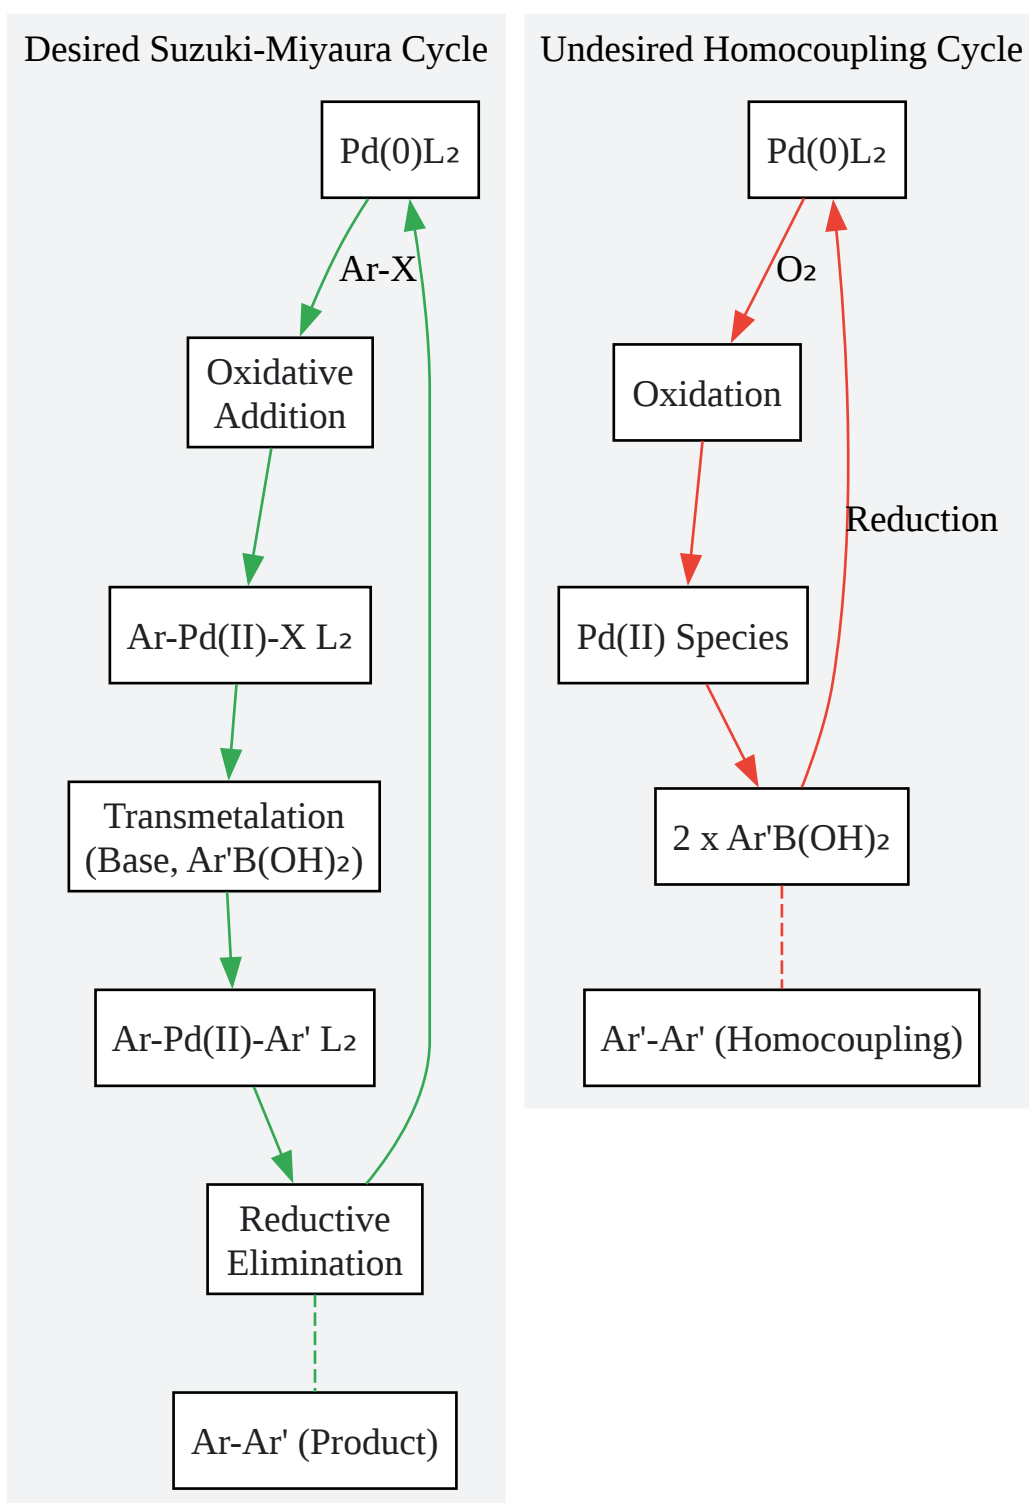 Desired Suzuki-Miyaura Cycle
Pd(0)L₂
Ar-X
Oxidative
Addition
Ar-Pd(II)-X L₂
Transmetalation
(Base, Ar'B(OH)₂)
Ar-Pd(II)-Ar' L₂
Reductive
Elimination
Ar-Ar' (Product)
Undesired Homocoupling Cycle
Pd(0)L₂
O₂
Oxidation
Reduction
Pd(II) Species
2 x Ar'B(OH)₂
Ar'-Ar' (Homocoupling)